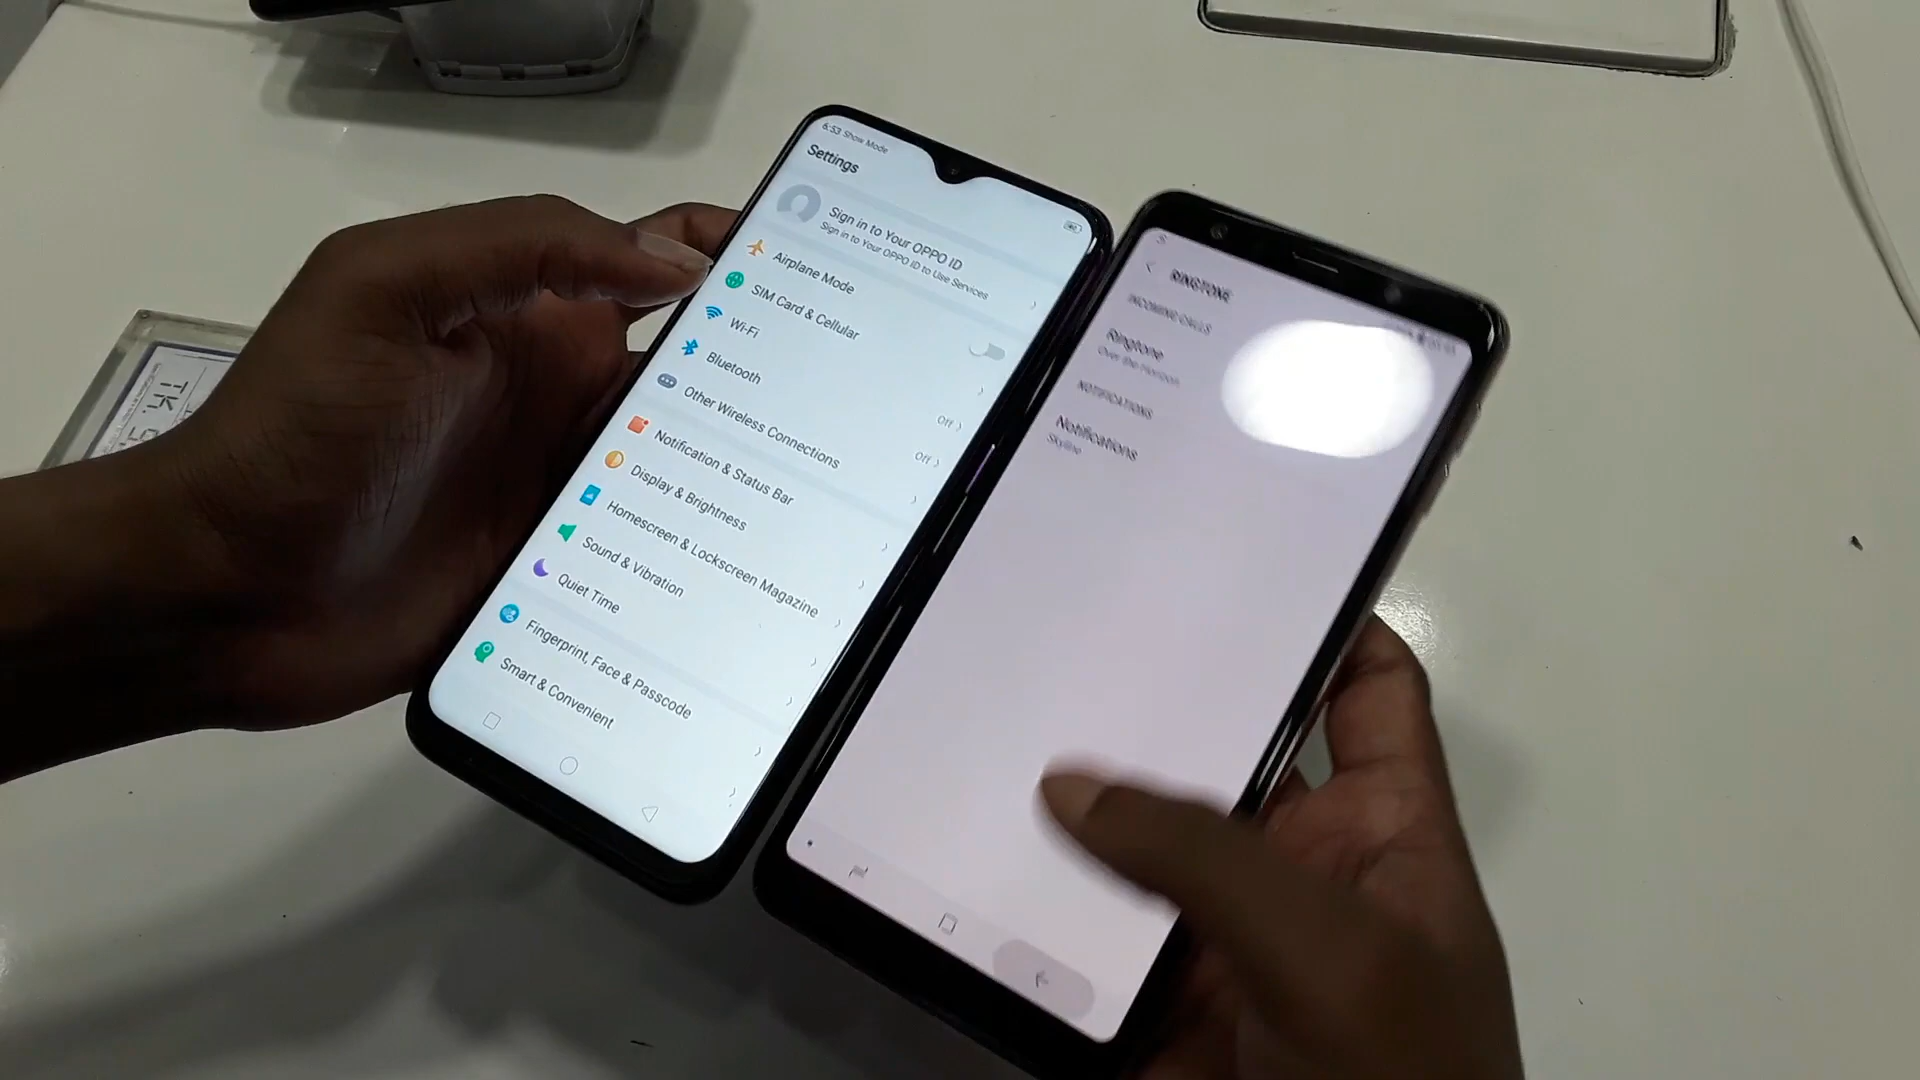 6:53 Show Mode
Settings
Sign in to Your OPPO ID
Sign in to Your OPPO ID to Use Services
Airplane Mode
SIM Card & Cellular
Wi-Fi
Off
Bluetooth
Off
Other Wireless Connections
Notification & Status Bar
Display & Brightness
Homescreen & Lockscreen Magazine
Sound & Vibration
Quiet Time
Fingerprint, Face & Passcode
Smart & Convenient
RINGTONE
INCOMING CALLS
Ringtone
Over the Horizon
NOTIFICATIONS
Notifications
Skyline
TK.